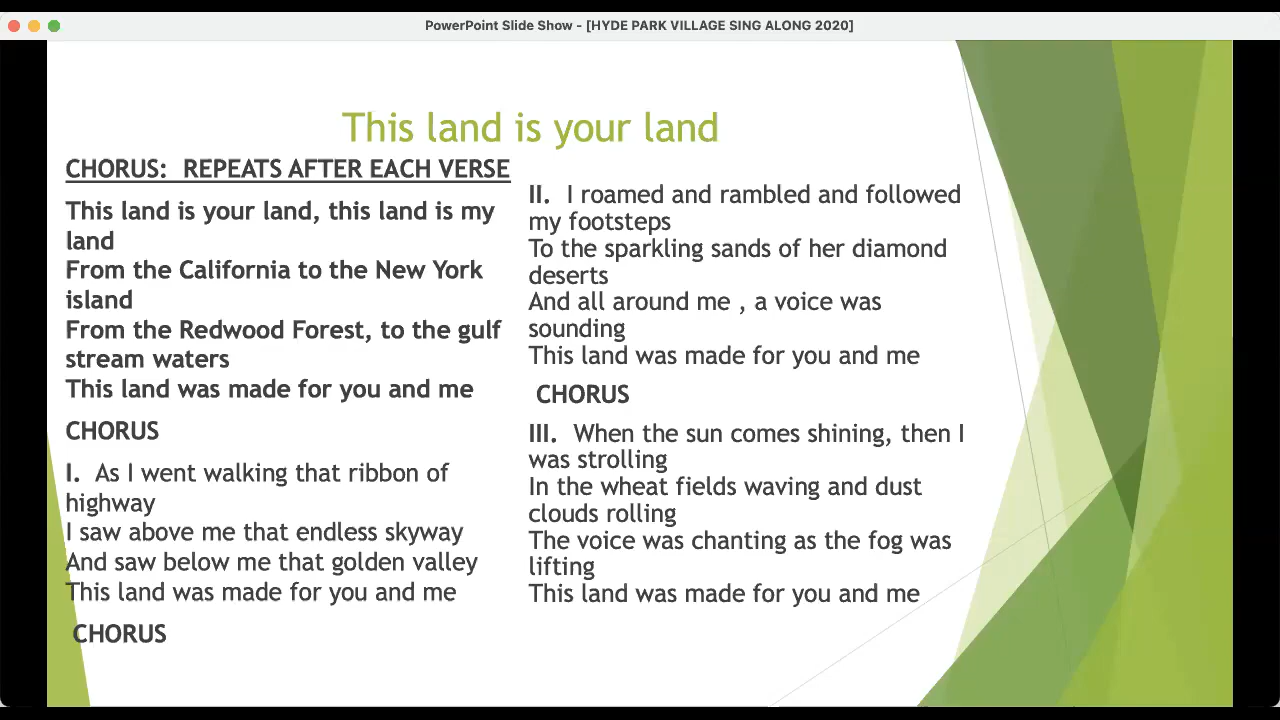 PowerPoint Slide Show - [HYDE PARK VILLAGE SING ALONG 2020]
This land is your land
CHORUS:  REPEATS AFTER EACH VERSE
This land is your land, this land is my
land
From the California to the New York
island
From the Redwood Forest, to the gulf
stream waters
This land was made for you and me
CHORUS
I.  As I went walking that ribbon of
highway
I saw above me that endless skyway
And saw below me that golden valley
This land was made for you and me
CHORUS
II.  I roamed and rambled and followed
my footsteps
To the sparkling sands of her diamond
deserts
And all around me , a voice was
sounding
This land was made for you and me
CHORUS
III.  When the sun comes shining, then I
was strolling
In the wheat fields waving and dust
clouds rolling
The voice was chanting as the fog was
lifting
This land was made for you and me